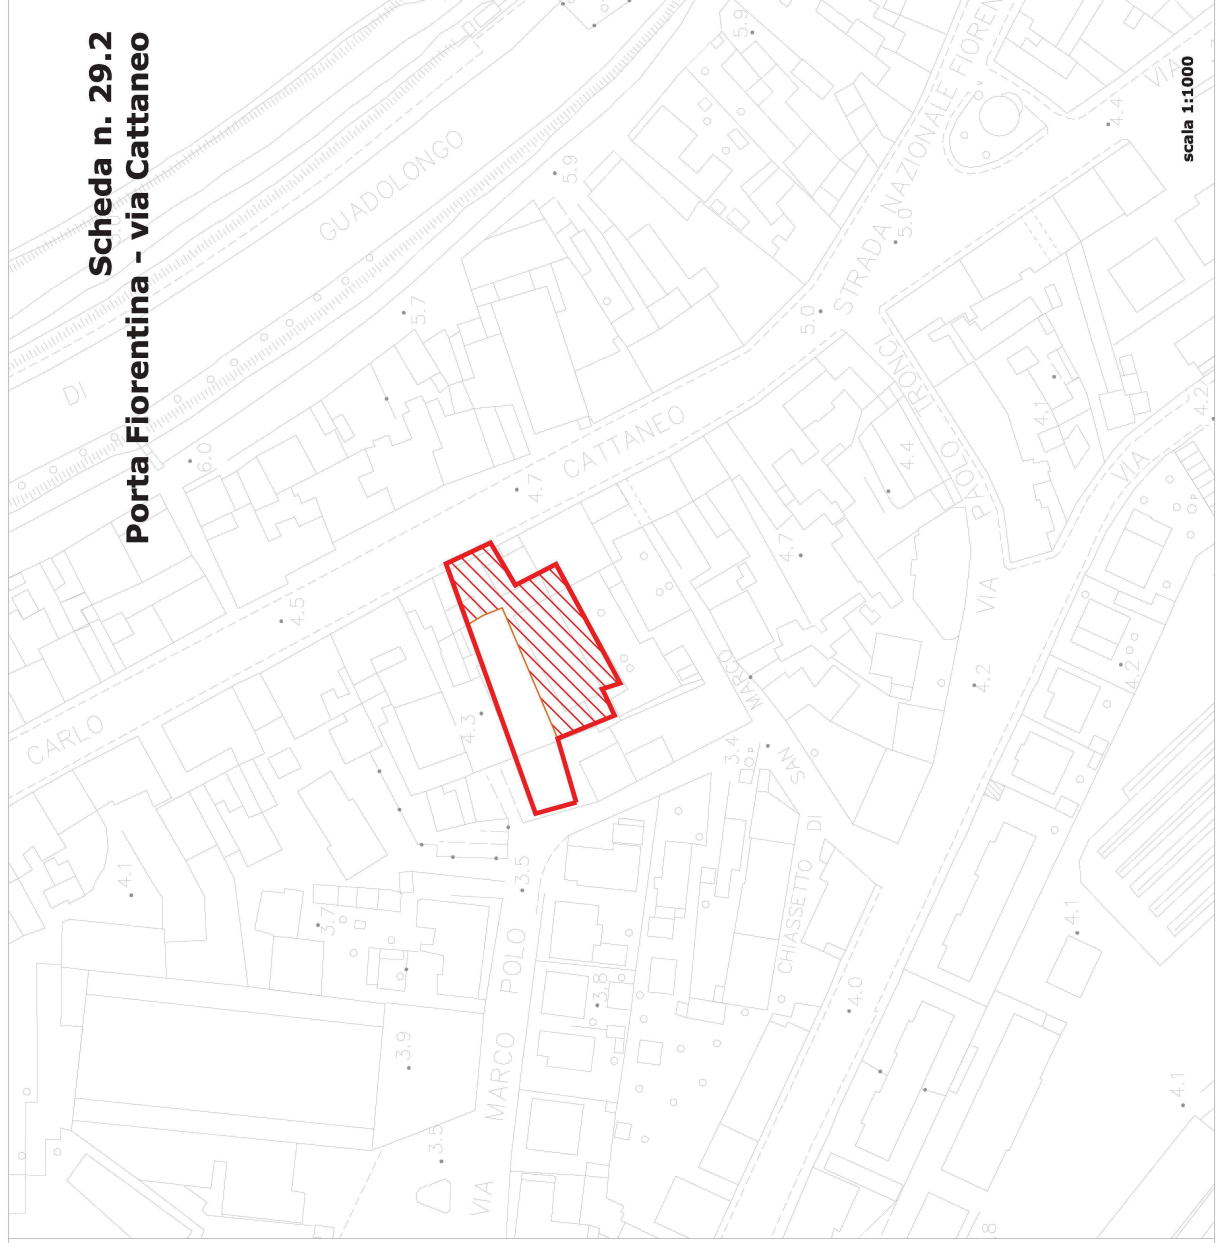 Scheda n. 29.2
Porta Fiorentina - via Cattaneo
scala 1:1000
GUADOLONGO
DI
STRADA NAZIONALE FIOREN
VIA
CARLO
CATTANEO
PAOLO TRONCI
VIA
VIA
MARCO
SAN
DI
CHIASSETTO
VIA MARCO POLO
5.9
5.9
5.7
6.0
5.0
5.0
4.4
4.2
4.1
4.4
4.7
4.7
4.5
4.3
4.2
4.2
3.4
3.5
4.1
3.7
3.8
3.9
4.0
4.1
4.1
3.5
8